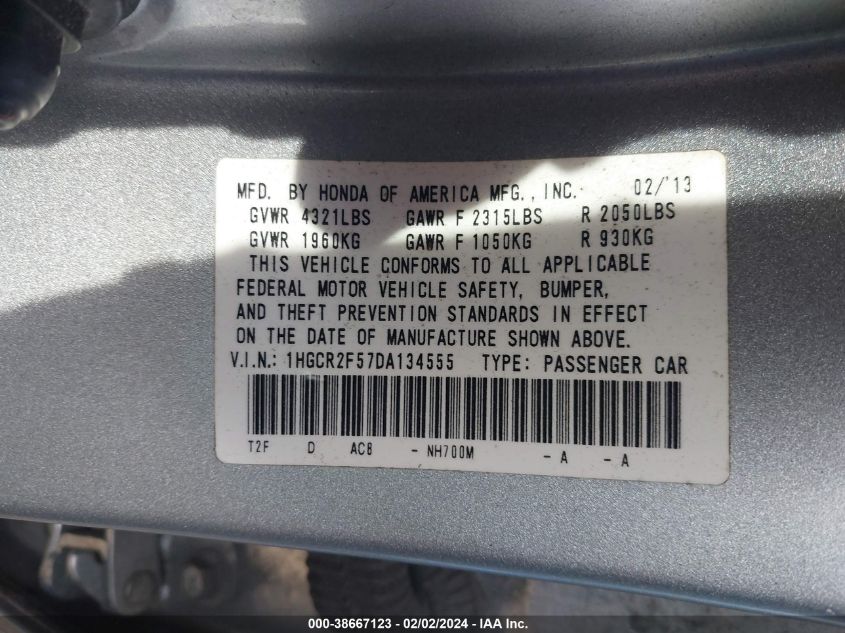 MFD. BY HONDA OF AMERICA MFG., INC. 02/'13
GVWR 4321LBS GAWR F 2315LBS R 2050LBS
GVWR 1960KG GAWR F 1050KG R 930KG
THIS VEHICLE CONFORMS TO ALL APPLICABLE
FEDERAL MOTOR VEHICLE SAFETY, BUMPER,
AND THEFT PREVENTION STANDARDS IN EFFECT
ON THE DATE OF MANUFACTURE SHOWN ABOVE.
V.I.N.: 1HGCR2F57DA134555 TYPE: PASSENGER CAR
T2F D AC8 - NH700M - A - A
000-38667123 - 02/02/2024 - IAA Inc.